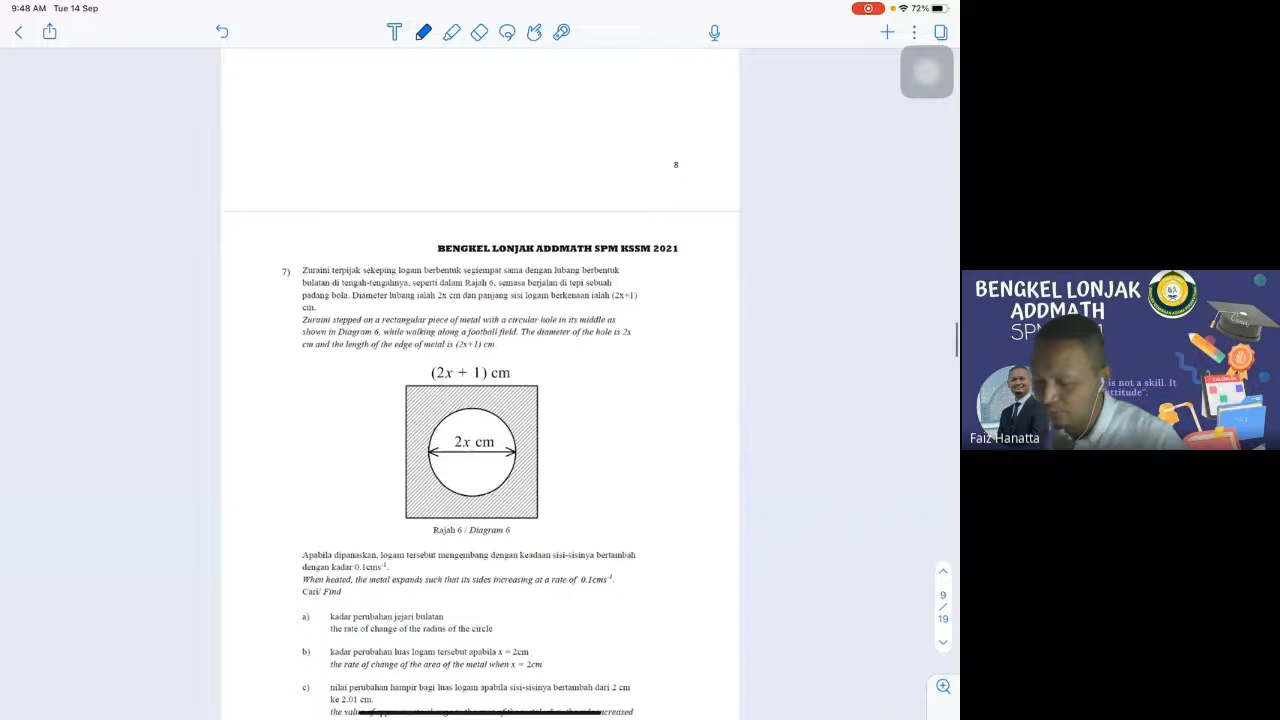 9:48 AM Tue 14 Sep
72%
T
8
BENGKEL LONJAK ADDMATH SPM KSSM 2021
7) Zuraini terpijak sekeping logam berbentuk segiempat sama dengan lubang berbentuk
bulatan di tengah-tengahnya, seperti dalam Rajah 6, semasa berjalan di tepi sebuah
padang bola. Diameter lubang ialah 2x cm dan panjang sisi logam berkenaan ialah (2x+1)
cm.
Zuraini stepped on a rectangular piece of metal with a circular hole in its middle as
shown in Diagram 6, while walking along a football field. The diameter of the hole is 2x
cm and the length of the edge of metal is (2x+1) cm.
(2x + 1) cm
2x cm
Rajah 6 / Diagram 6
Apabila dipanaskan, logam tersebut mengembang dengan keadaan sisi-sisinya bertambah
dengan kadar 0.1cms⁻¹.
When heated, the metal expands such that its sides increasing at a rate of 0.1cms⁻¹.
Cari/ Find
a) kadar perubahan jejari bulatan
the rate of change of the radius of the circle
b) kadar perubahan luas logam tersebut apabila x = 2cm
the rate of change of the area of the metal when x = 2cm
c) nilai perubahan hampir bagi luas logam apabila sisi-sisinya bertambah dari 2 cm
ke 2.01 cm.
the increased
9
/
19
BENGKEL LONJAK
ADDMATH
SPM
is not a skill. It
attitude".
CALENDAR
Faiz Hanatta